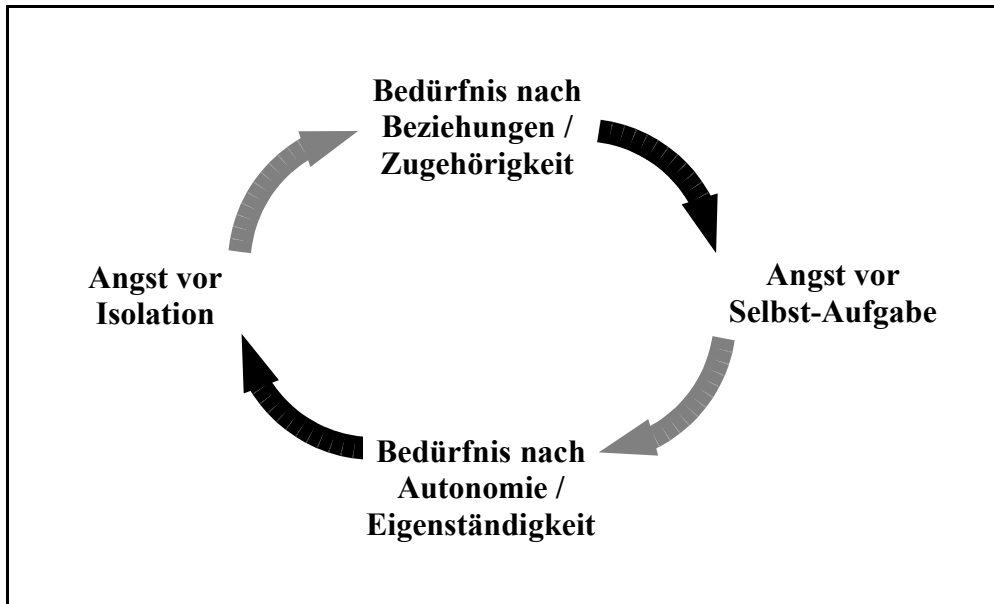 Bedürfnis nach
Beziehungen /
Zugehörigkeit
Angst vor
Isolation
Angst vor
Selbst-Aufgabe
Bedürfnis nach
Autonomie /
Eigenständigkeit